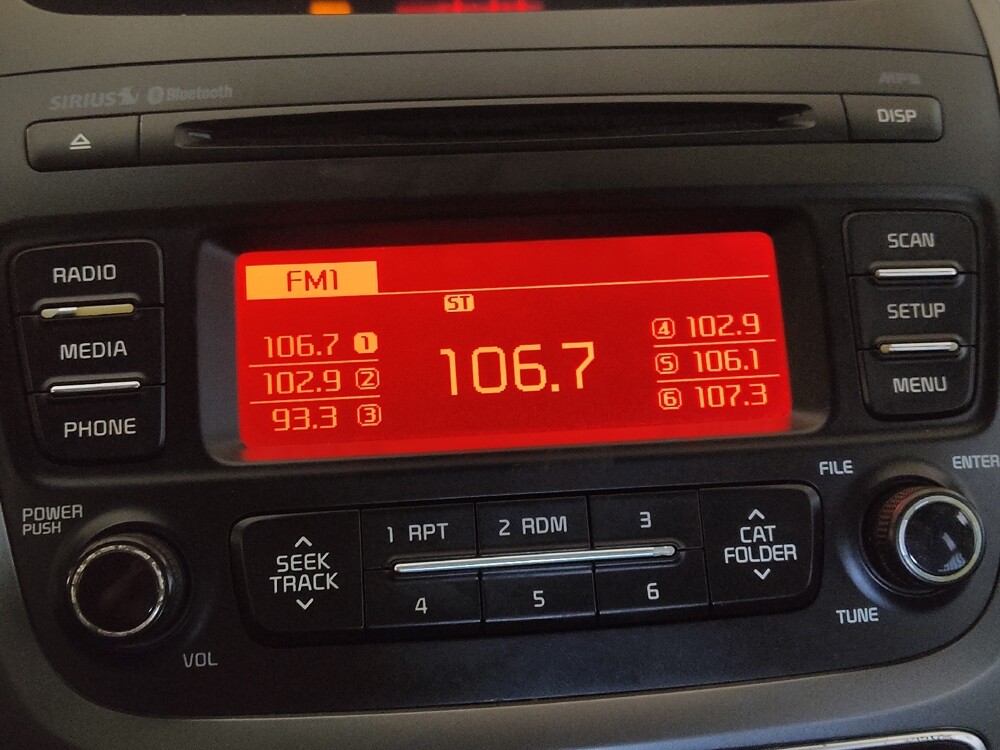 SIRIUS Bluetooth
MP3
DISP
RADIO
MEDIA
PHONE
FM1
ST
106.7 1
102.9 2
93.3 3
106.7
4 102.9
5 106.1
6 107.3
SCAN
SETUP
MENU
POWER
PUSH
VOL
SEEK
TRACK
1 RPT
2 RDM
3
4
5
6
CAT
FOLDER
FILE
ENTER
TUNE